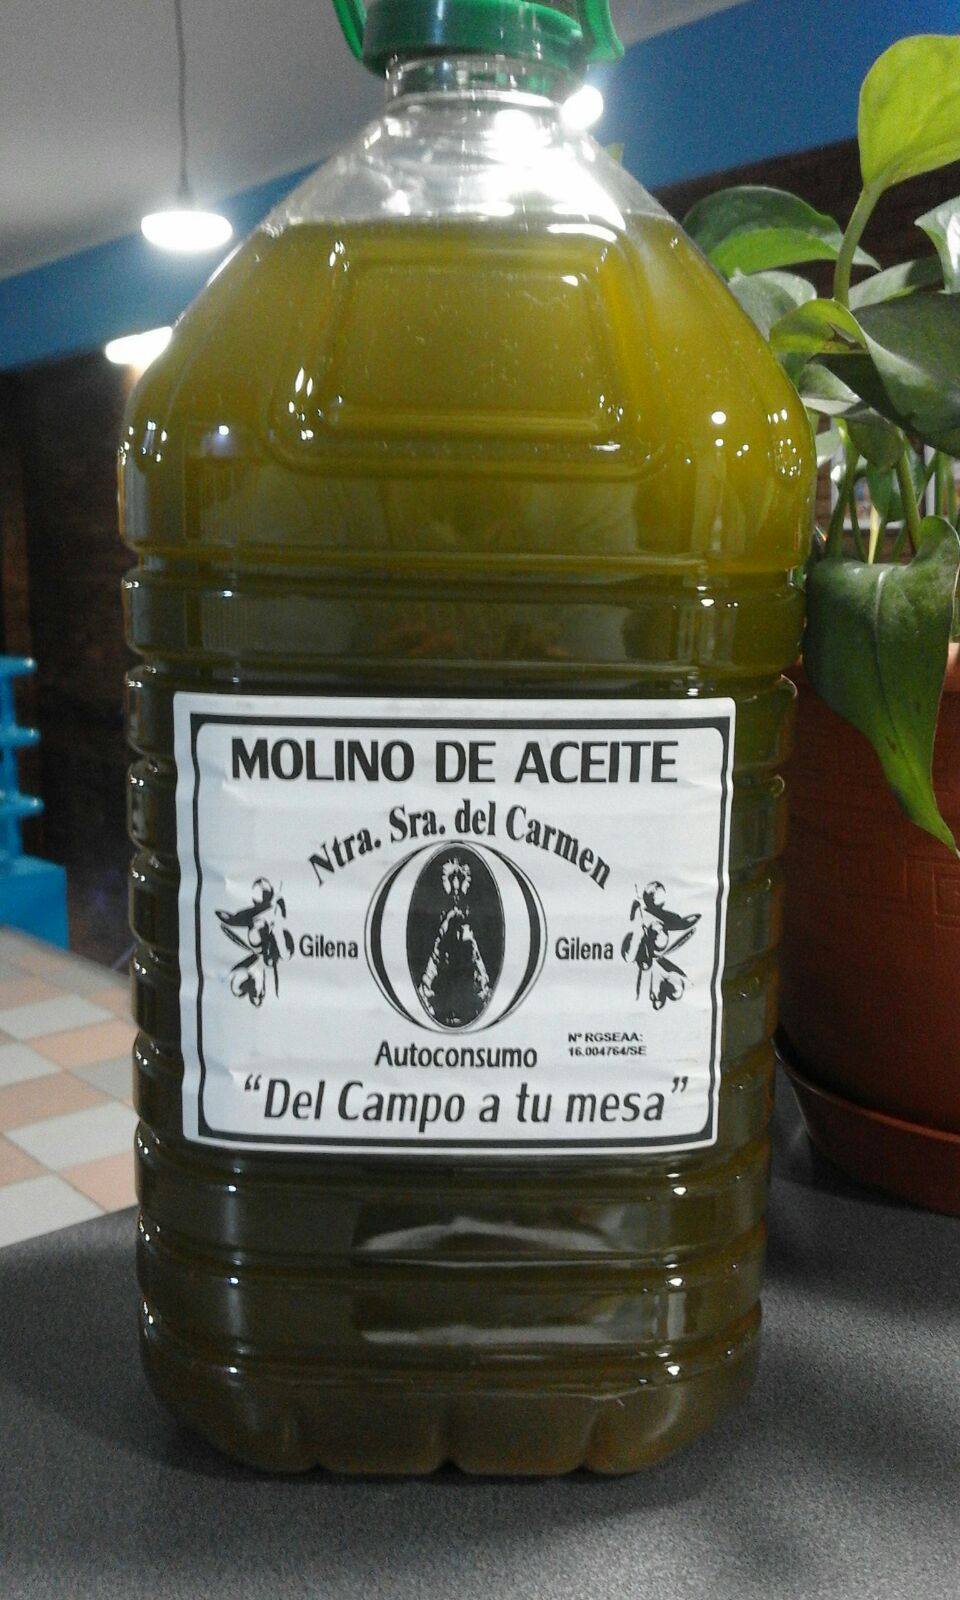 MOLINO DE ACEITE
Ntra. Sra. del Carmen
Gilena
Gilena
Autoconsumo
Nº RGSEAA:
16.004764/SE
“Del Campo a tu mesa”